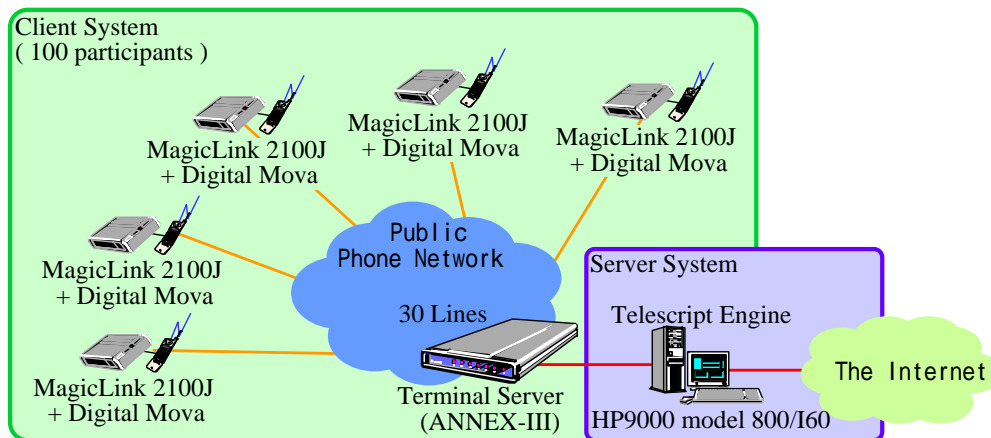 Client System
( 100 participants )
MagicLink 2100J
+ Digital Mova
MagicLink 2100J
+ Digital Mova
MagicLink 2100J
+ Digital Mova
MagicLink 2100J
+ Digital Mova
MagicLink 2100J
+ Digital Mova
Public
Phone Network
30 Lines
Terminal Server
(ANNEX-III)
Server System
Telescript Engine
HP9000 model 800/I60
The Internet